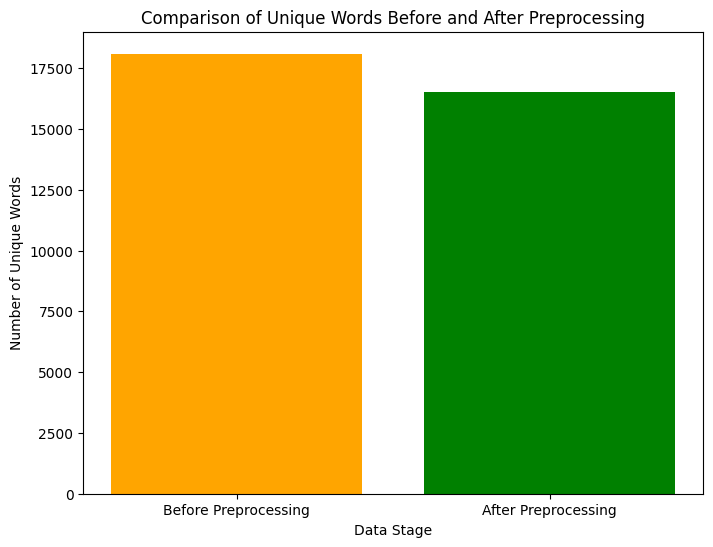 Comparison of Unique Words Before and After Preprocessing
17500
15000
12500
10000
7500
5000
2500
0
Number of Unique Words
Before Preprocessing
After Preprocessing
Data Stage